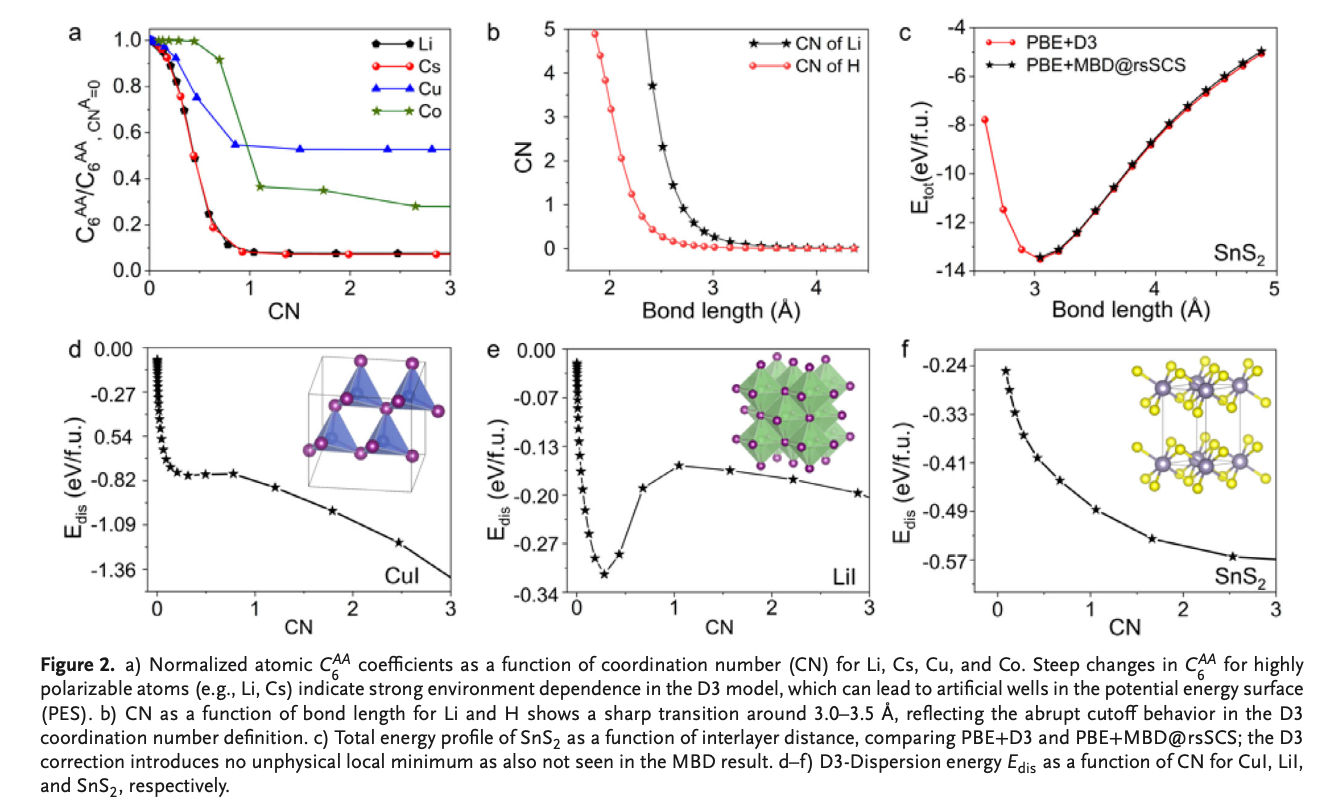 a
1.0
0.8
0.6
0.4
0.2
0.0
C₆ᴬᴬ/C₆ᴬᴬ, CNᴬ=0
Li
Cs
Cu
Co
0 1 2 3
CN
b
5
4
3
2
1
0
CN
CN of Li
CN of H
2 3 4
Bond length (Å)
c
-4
-6
-8
-10
-12
-14
E_tot(eV/f.u.)
PBE+D3
PBE+MBD@rsSCS
SnS₂
3 4 5
Bond length (Å)
d
0.00
-0.27
0.54
-0.82
-1.09
-1.36
E_dis (eV/f.u.)
CuI
0 1 2 3
CN
e
0.00
-0.07
-0.13
-0.20
-0.27
-0.34
E_dis (eV/f.u.)
LiI
0 1 2 3
CN
f
-0.24
-0.33
-0.41
-0.49
-0.57
E_dis (eV/f.u.)
SnS₂
0 1 2 3
CN
Figure 2. a) Normalized atomic C₆ᴬᴬ coefficients as a function of coordination number (CN) for Li, Cs, Cu, and Co. Steep changes in C₆ᴬᴬ for highly
polarizable atoms (e.g., Li, Cs) indicate strong environment dependence in the D3 model, which can lead to artificial wells in the potential energy surface
(PES). b) CN as a function of bond length for Li and H shows a sharp transition around 3.0–3.5 Å, reflecting the abrupt cutoff behavior in the D3
coordination number definition. c) Total energy profile of SnS₂ as a function of interlayer distance, comparing PBE+D3 and PBE+MBD@rsSCS; the D3
correction introduces no unphysical local minimum as also not seen in the MBD result. d–f) D3-Dispersion energy E_dis as a function of CN for CuI, LiI,
and SnS₂, respectively.